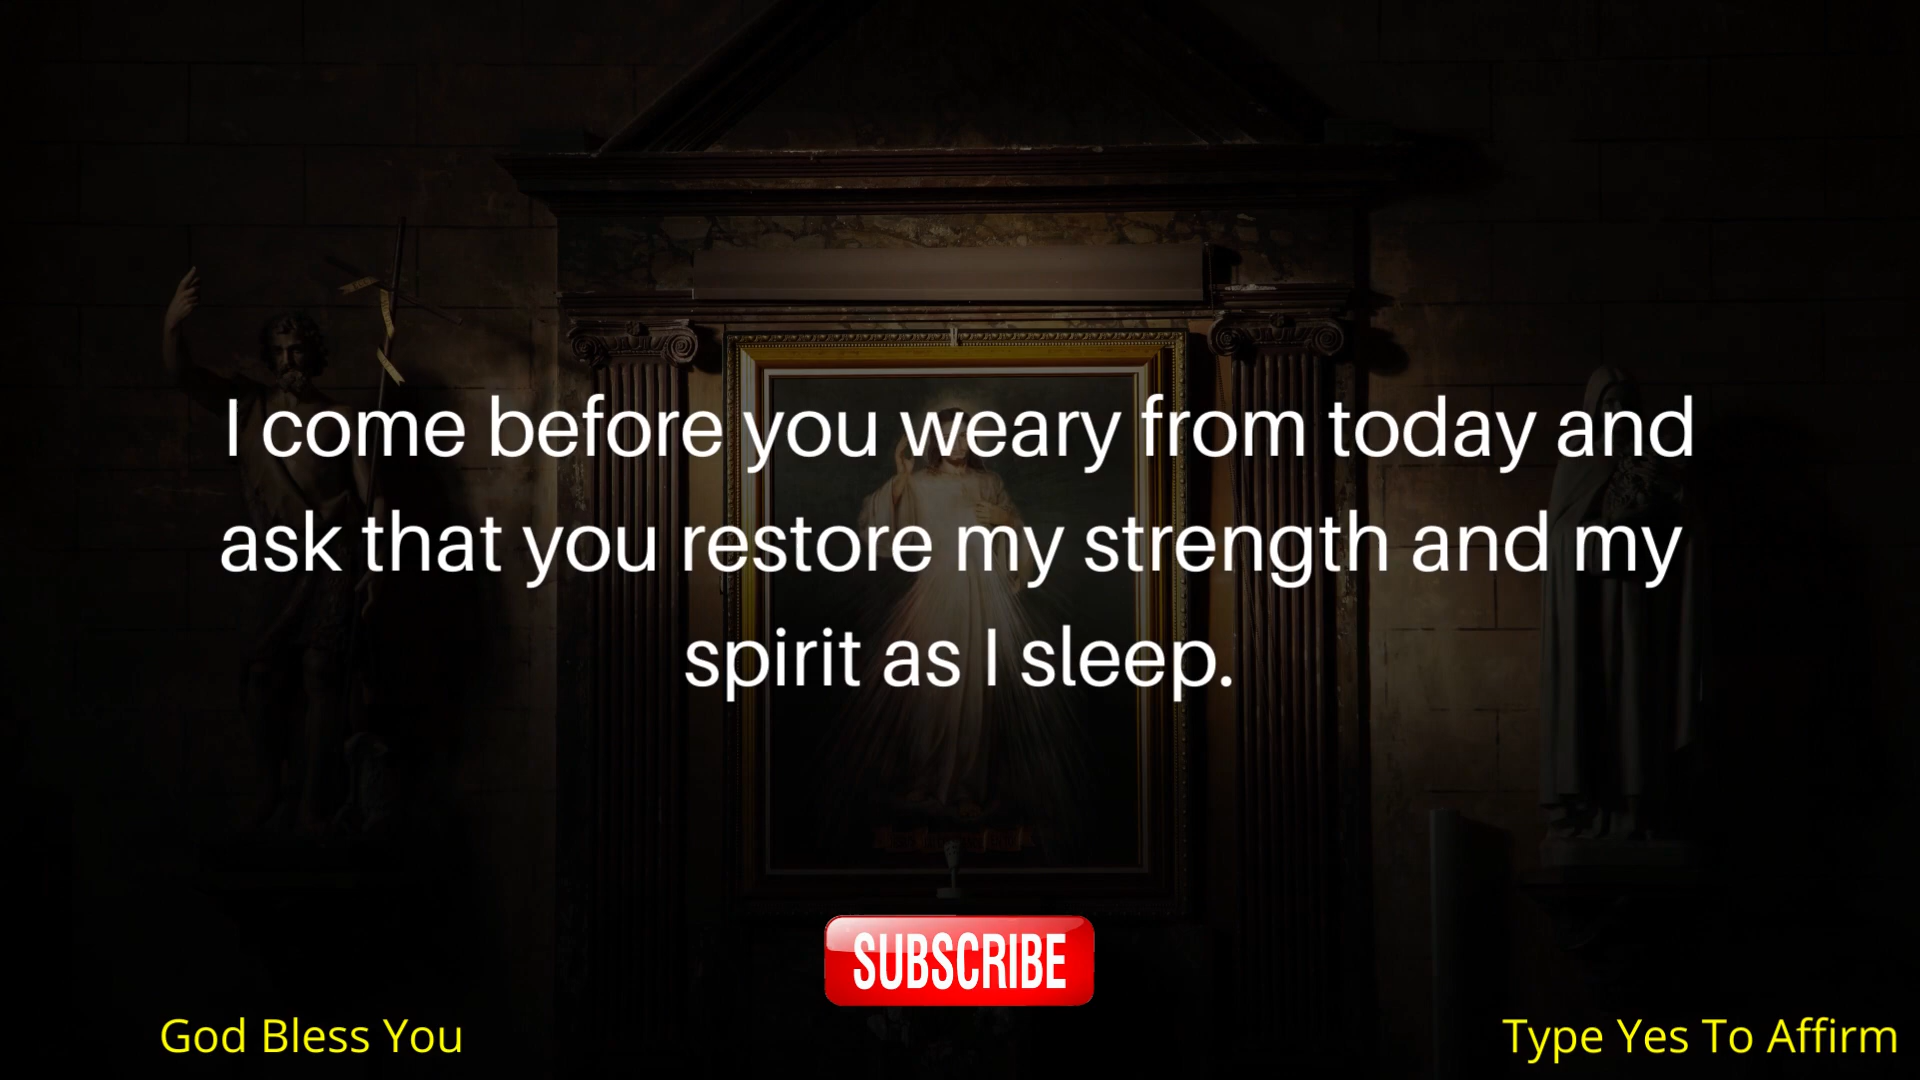 I come before you weary from today and
ask that you restore my strength and my
spirit as I sleep.
SUBSCRIBE
God Bless You
Type Yes To Affirm